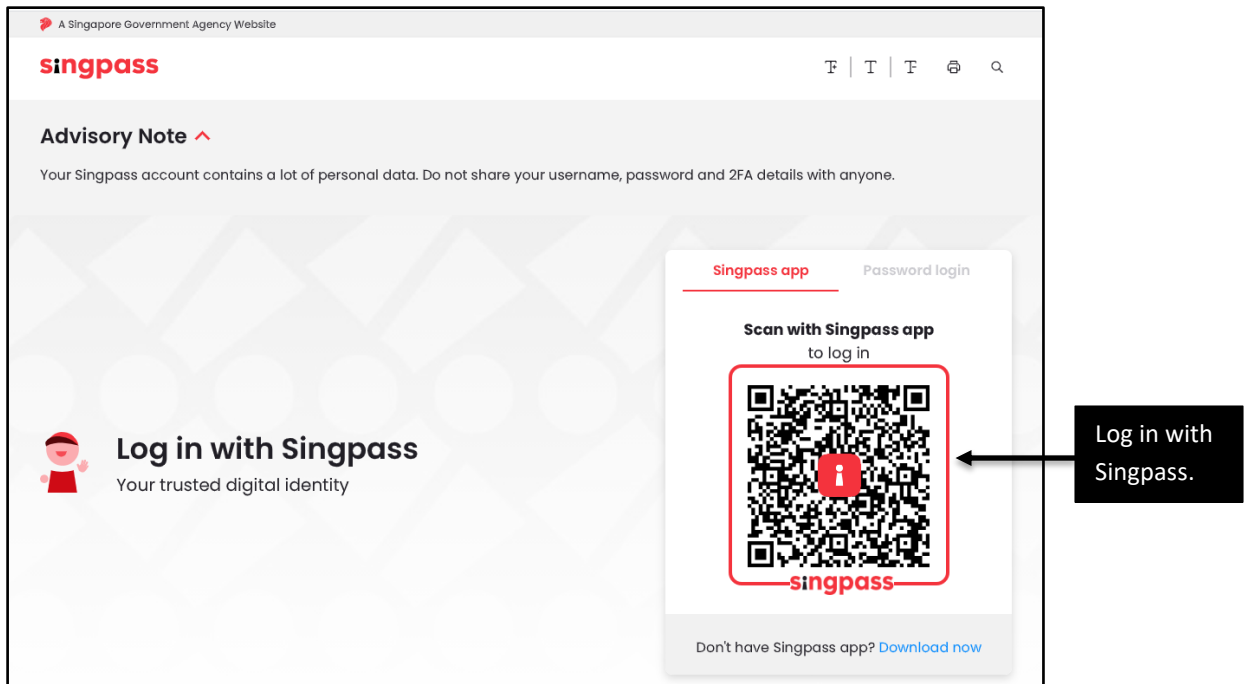 A Singapore Government Agency Website
singpass
T+ | T | T-
Advisory Note
Your Singpass account contains a lot of personal data. Do not share your username, password and 2FA details with anyone.
Singpass app Password login
Scan with Singpass app
to log in
singpass
Log in with Singpass
Your trusted digital identity
Don't have Singpass app? Download now
Log in with
Singpass.